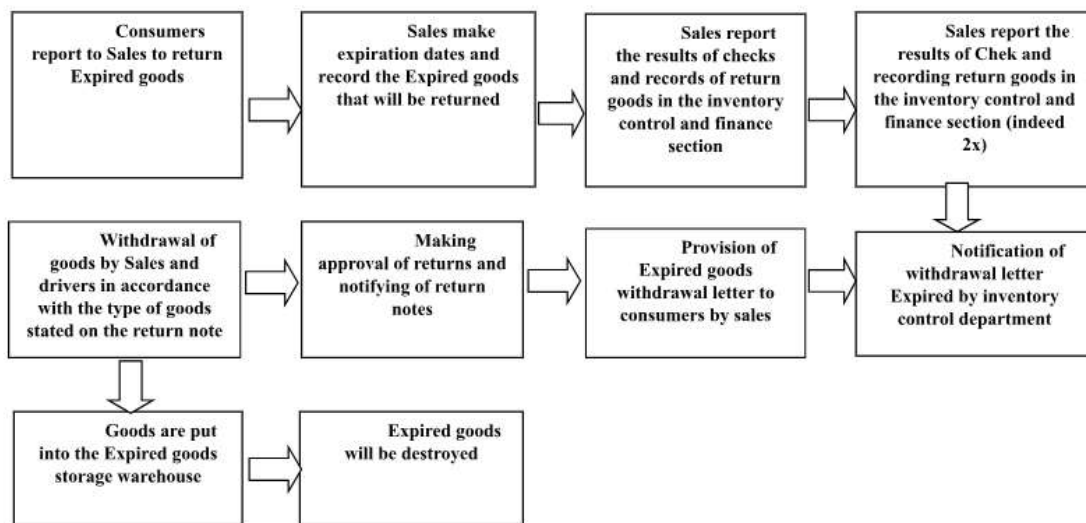 Consumers
report to Sales to return
Expired goods
Sales make
expiration dates and
record the Expired goods
that will be returned
Sales report
the results of checks
and records of return
goods in the inventory
control and finance
section
Sales report the
results of Chek and
recording return goods in
the inventory control and
finance section (indeed
2x)
Withdrawal of
goods by Sales and
drivers in accordance
with the type of goods
stated on the return note
Making
approval of returns and
notifying of return
notes
Provision of
Expired goods
withdrawal letter to
consumers by sales
Notification of
withdrawal letter
Expired by inventory
control department
Goods are put
into the Expired goods
storage warehouse
Expired goods
will be destroyed